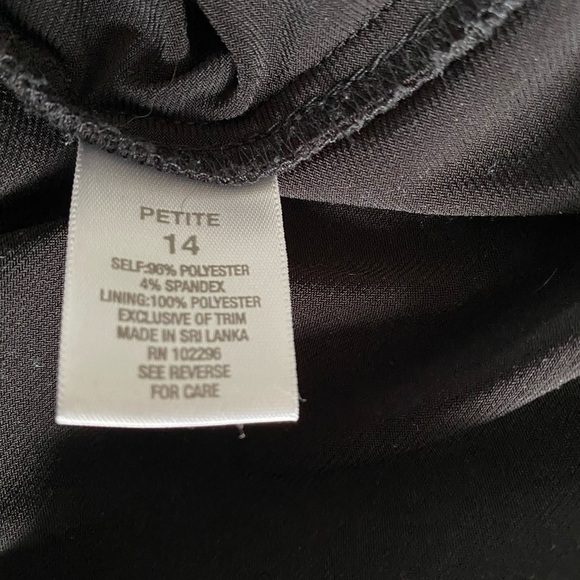 PETITE
14
SELF:96% POLYESTER
4% SPANDEX
LINING:100% POLYESTER
EXCLUSIVE OF TRIM
MADE IN SRI LANKA
RN 102296
SEE REVERSE
FOR CARE